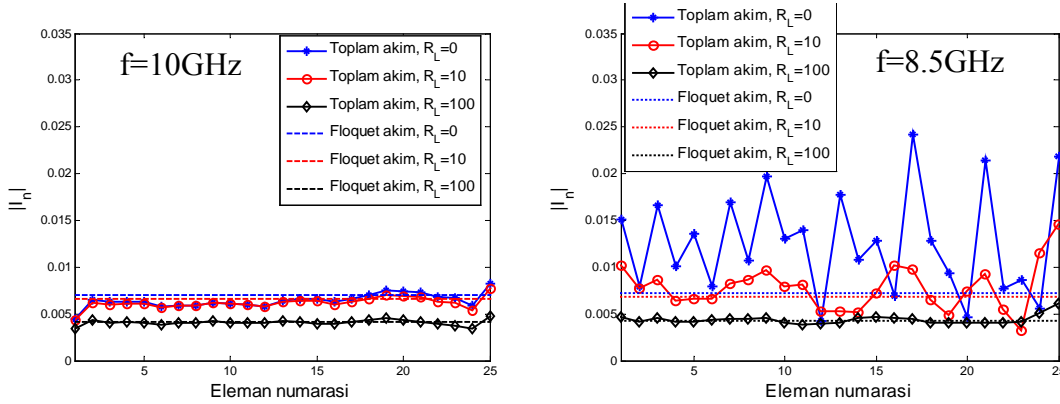 0.035
0.03
0.025
0.02
0.015
0.01
0.005
0
|I_n|
f=10GHz
Toplam akim, R_L=0
Toplam akim, R_L=10
Toplam akim, R_L=100
Floquet akim, R_L=0
Floquet akim, R_L=10
Floquet akim, R_L=100
5 10 15 20 25
Eleman numarasi
0.035
0.03
0.025
0.02
0.015
0.01
0.005
0
|I_n|
Toplam akim, R_L=0
Toplam akim, R_L=10
Toplam akim, R_L=100
Floquet akim, R_L=0
Floquet akim, R_L=10
Floquet akim, R_L=100
f=8.5GHz
5 10 15 20 25
Eleman numarasi